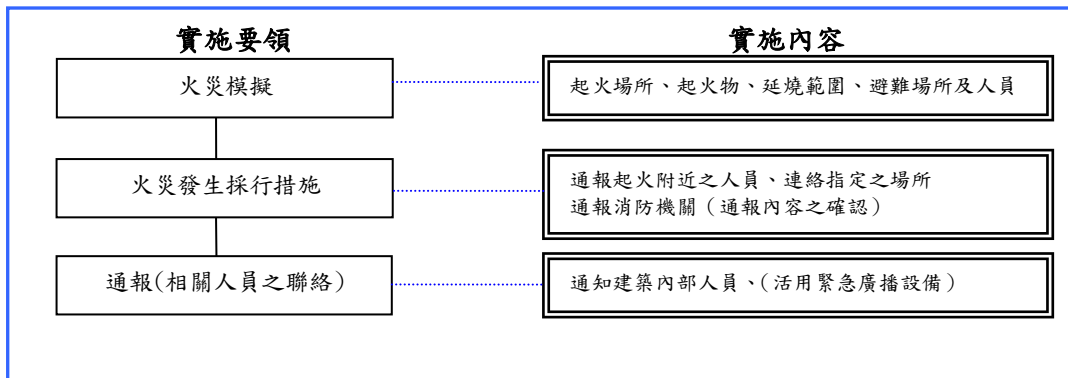 實施要領
實施內容
火災模擬
起火場所、起火物、延燒範圍、避難場所及人員
火災發生採行措施
通報起火附近之人員、連絡指定之場所
通報消防機關（通報內容之確認）
通報(相關人員之聯絡)
通知建築內部人員、(活用緊急廣播設備)